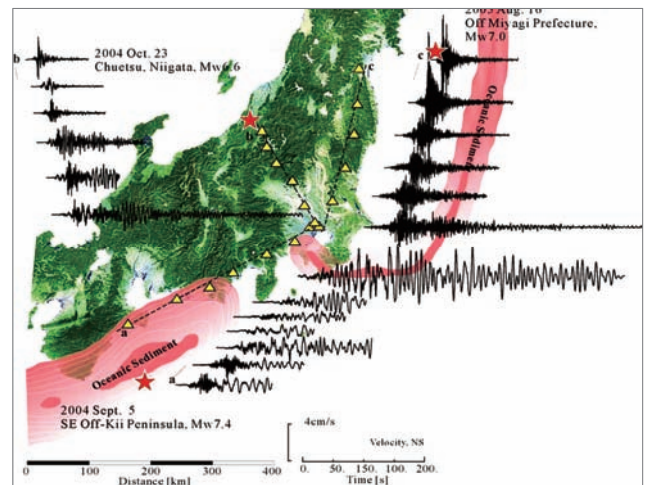 2005 Aug. 16
Off Miyagi Prefecture,
Mw7.0
2004 Oct. 23
Chuetsu, Niigata, Mw6.6
b
c
c
b
Oceanic Sediment
a
Oceanic Sediment
a
2004 Sept. 5
SE Off-Kii Peninsula, Mw7.4
4cm/s
Velocity, NS
0 100 200 300 400
Distance [km]
0. 50. 100. 150. 200.
Time [s]